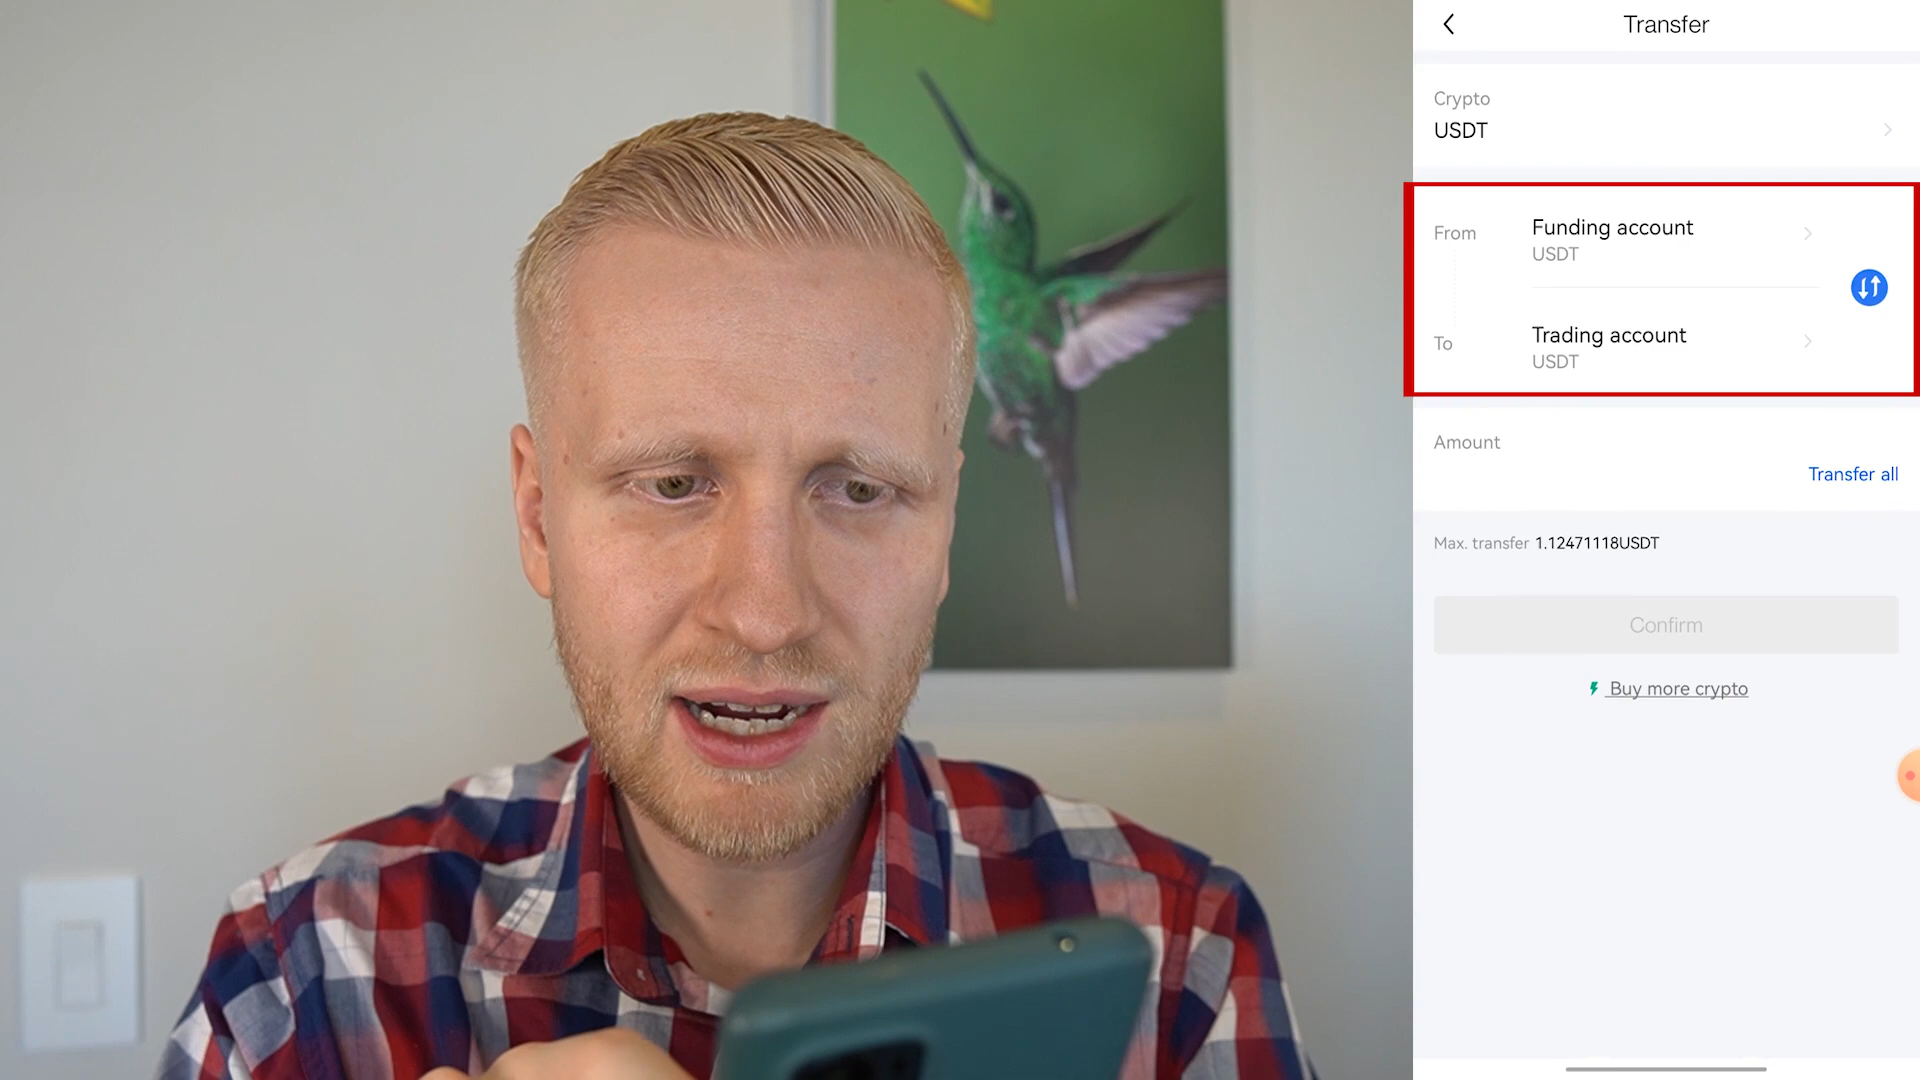 Transfer
Crypto
USDT
From
Funding account
USDT
To
Trading account
USDT
Amount
Transfer all
Max. transfer 1.12471118USDT
Confirm
Buy more crypto